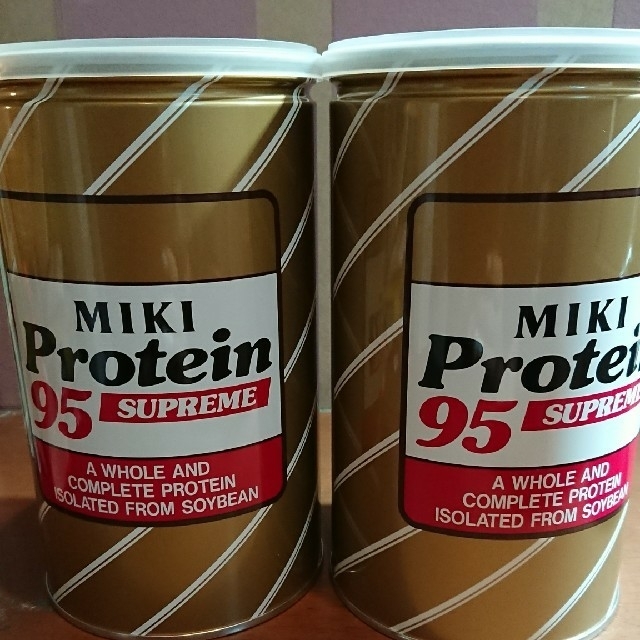 MIKI
Protein
95 SUPREME
A WHOLE AND
COMPLETE PROTEIN
ISOLATED FROM SOYBEAN
MIKI
Protein
95 SUPREME
A WHOLE AND
COMPLETE PROTEIN
ISOLATED FROM SOYBEAN